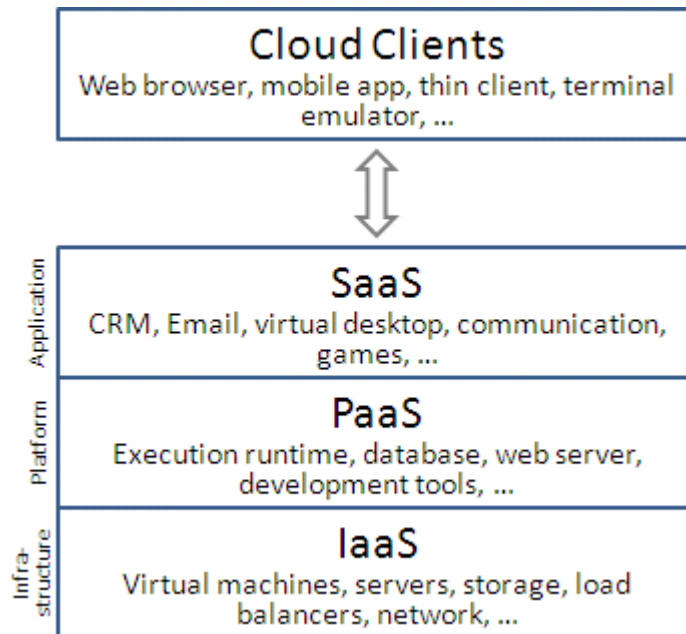 Cloud Clients
Web browser, mobile app, thin client, terminal
emulator, ...
Application
SaaS
CRM, Email, virtual desktop, communication,
games, ...
Platform
PaaS
Execution runtime, database, web server,
development tools, ...
Infra-
structure
IaaS
Virtual machines, servers, storage, load
balancers, network, ...